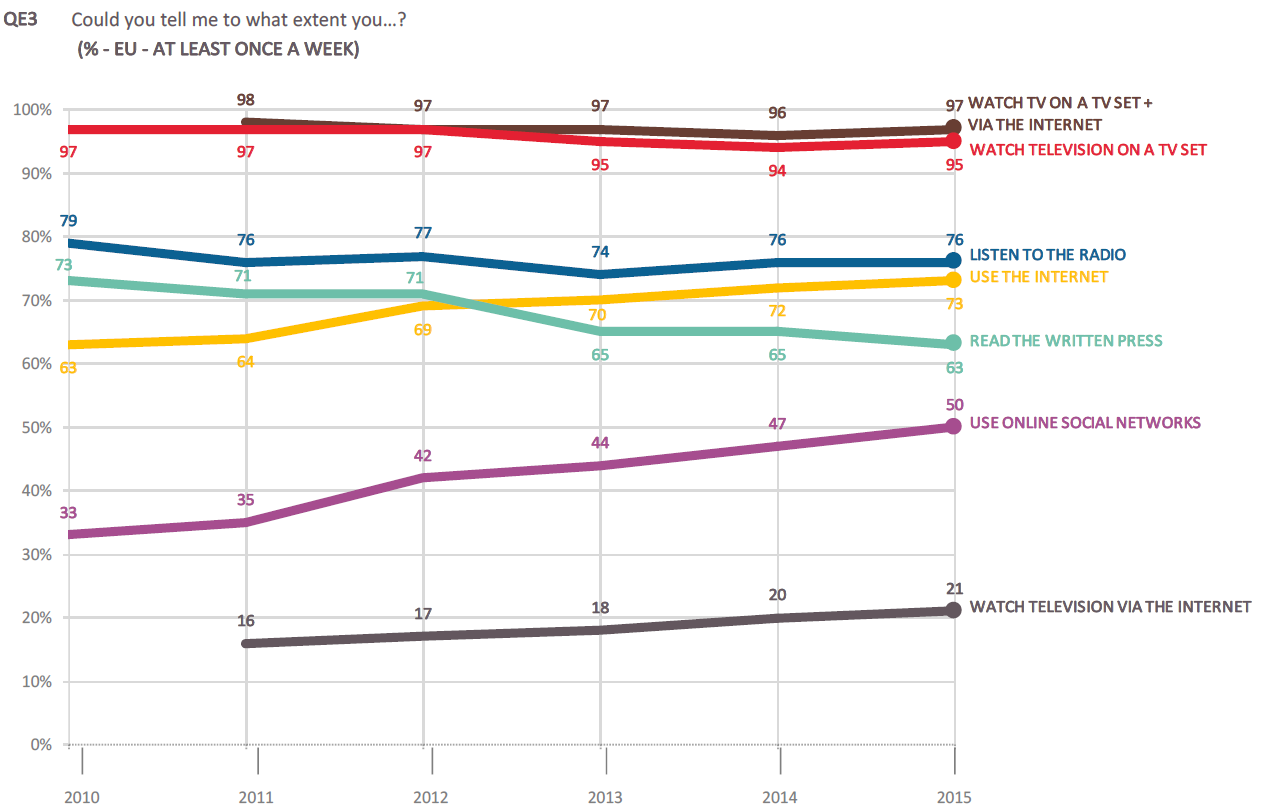 QE3 Could you tell me to what extent you...?
(% - EU - AT LEAST ONCE A WEEK)
100%
90%
80%
70%
60%
50%
40%
30%
20%
10%
0%
98 97 97 96 97
WATCH TV ON A TV SET +
VIA THE INTERNET
97 97 97 95 94 95
WATCH TELEVISION ON A TV SET
79 76 77 74 76 76
LISTEN TO THE RADIO
63 64 69 70 72 73
USE THE INTERNET
73 71 71 65 65 63
READ THE WRITTEN PRESS
33 35 42 44 47 50
USE ONLINE SOCIAL NETWORKS
16 17 18 20 21
WATCH TELEVISION VIA THE INTERNET
2010 2011 2012 2013 2014 2015